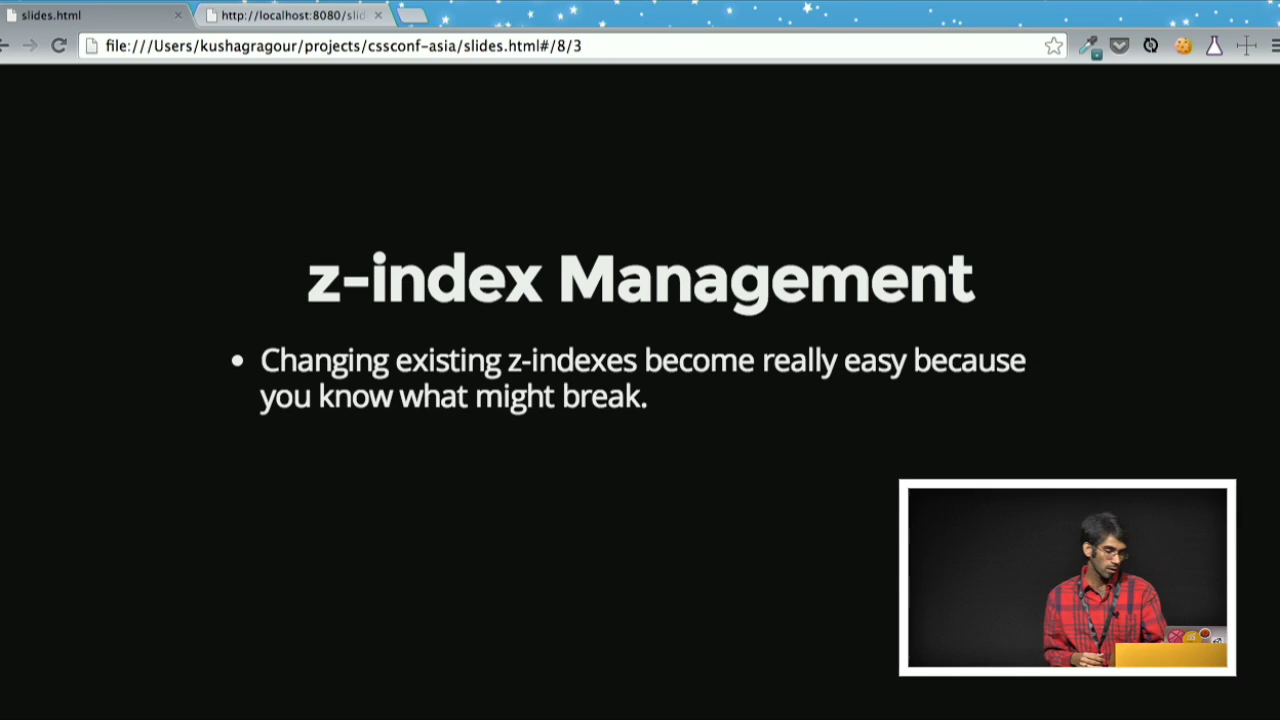 slides.html
http://localhost:8080/slid
file:///Users/kushagragour/projects/cssconf-asia/slides.html#/8/3
z-index Management
Changing existing z-indexes become really easy because
you know what might break.